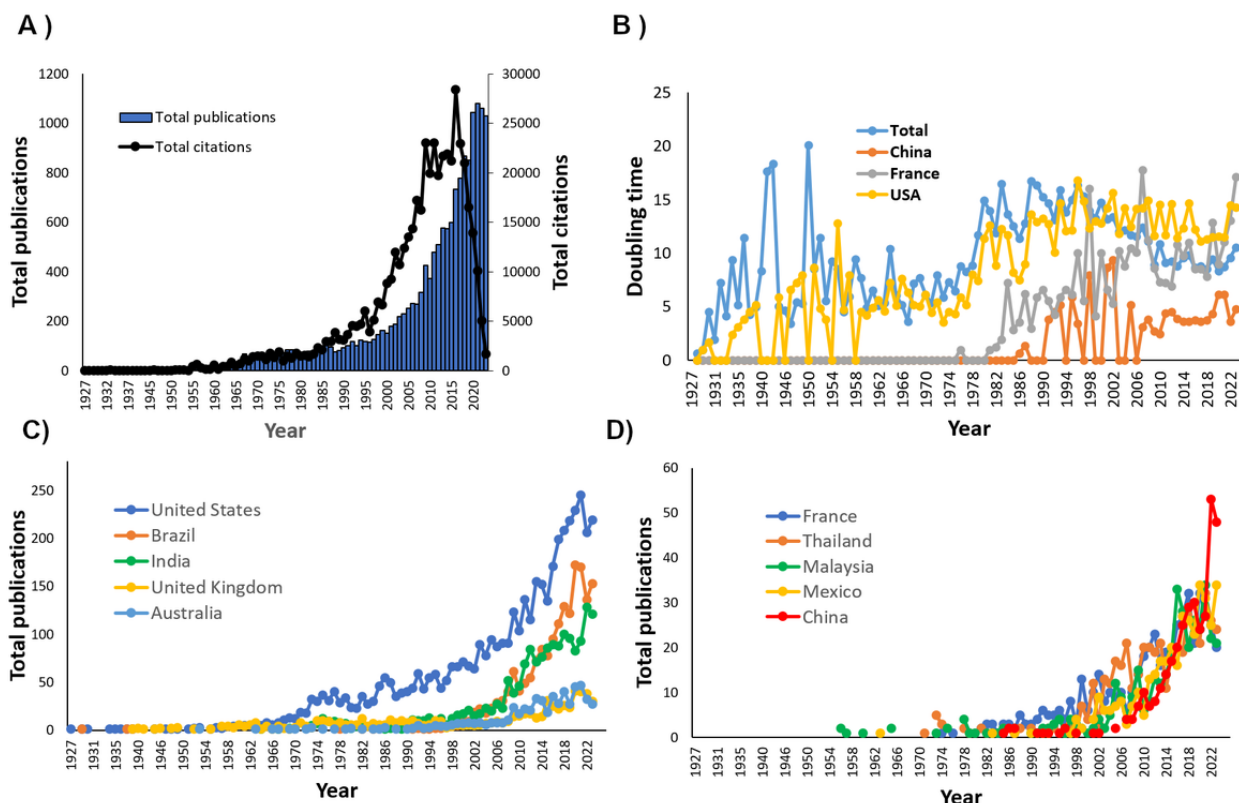 A )
1200
1000
800
600
400
200
0
30000
25000
20000
15000
10000
5000
0
Total publications
Total citations
Total publications
Total citations
1927 1932 1937 1945 1950 1955 1960 1965 1970 1975 1980 1985 1990 1995 2000 2005 2010 2015 2020
Year
B )
25
20
15
10
5
0
Doubling time
Total
China
France
USA
1927 1931 1935 1940 1946 1950 1954 1958 1962 1966 1970 1974 1978 1982 1986 1990 1994 1998 2002 2006 2010 2014 2018 2022
Year
C)
250
200
150
100
50
0
Total publications
United States
Brazil
India
United Kingdom
Australia
1927 1931 1935 1940 1946 1950 1954 1958 1962 1966 1970 1974 1978 1982 1986 1990 1994 1998 2002 2006 2010 2014 2018 2022
Year
D)
60
50
40
30
20
10
0
Total publications
France
Thailand
Malaysia
Mexico
China
1927 1931 1935 1940 1946 1950 1954 1958 1962 1966 1970 1974 1978 1982 1986 1990 1994 1998 2002 2006 2010 2014 2018 2022
Year